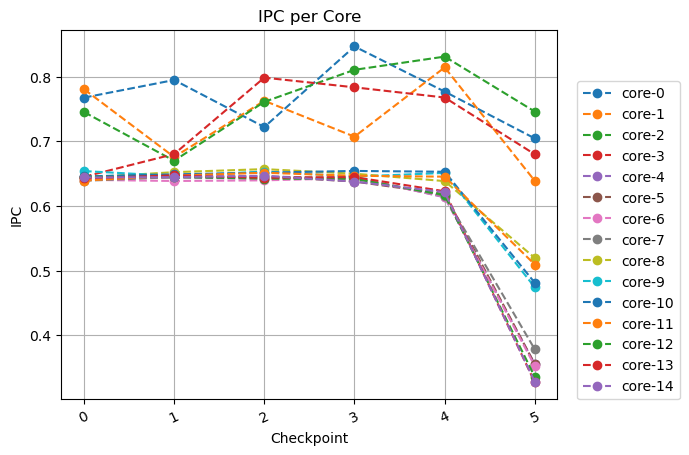 IPC per Core
IPC
0.8
0.7
0.6
0.5
0.4
0
1
2
3
4
5
Checkpoint
core-0
core-1
core-2
core-3
core-4
core-5
core-6
core-7
core-8
core-9
core-10
core-11
core-12
core-13
core-14